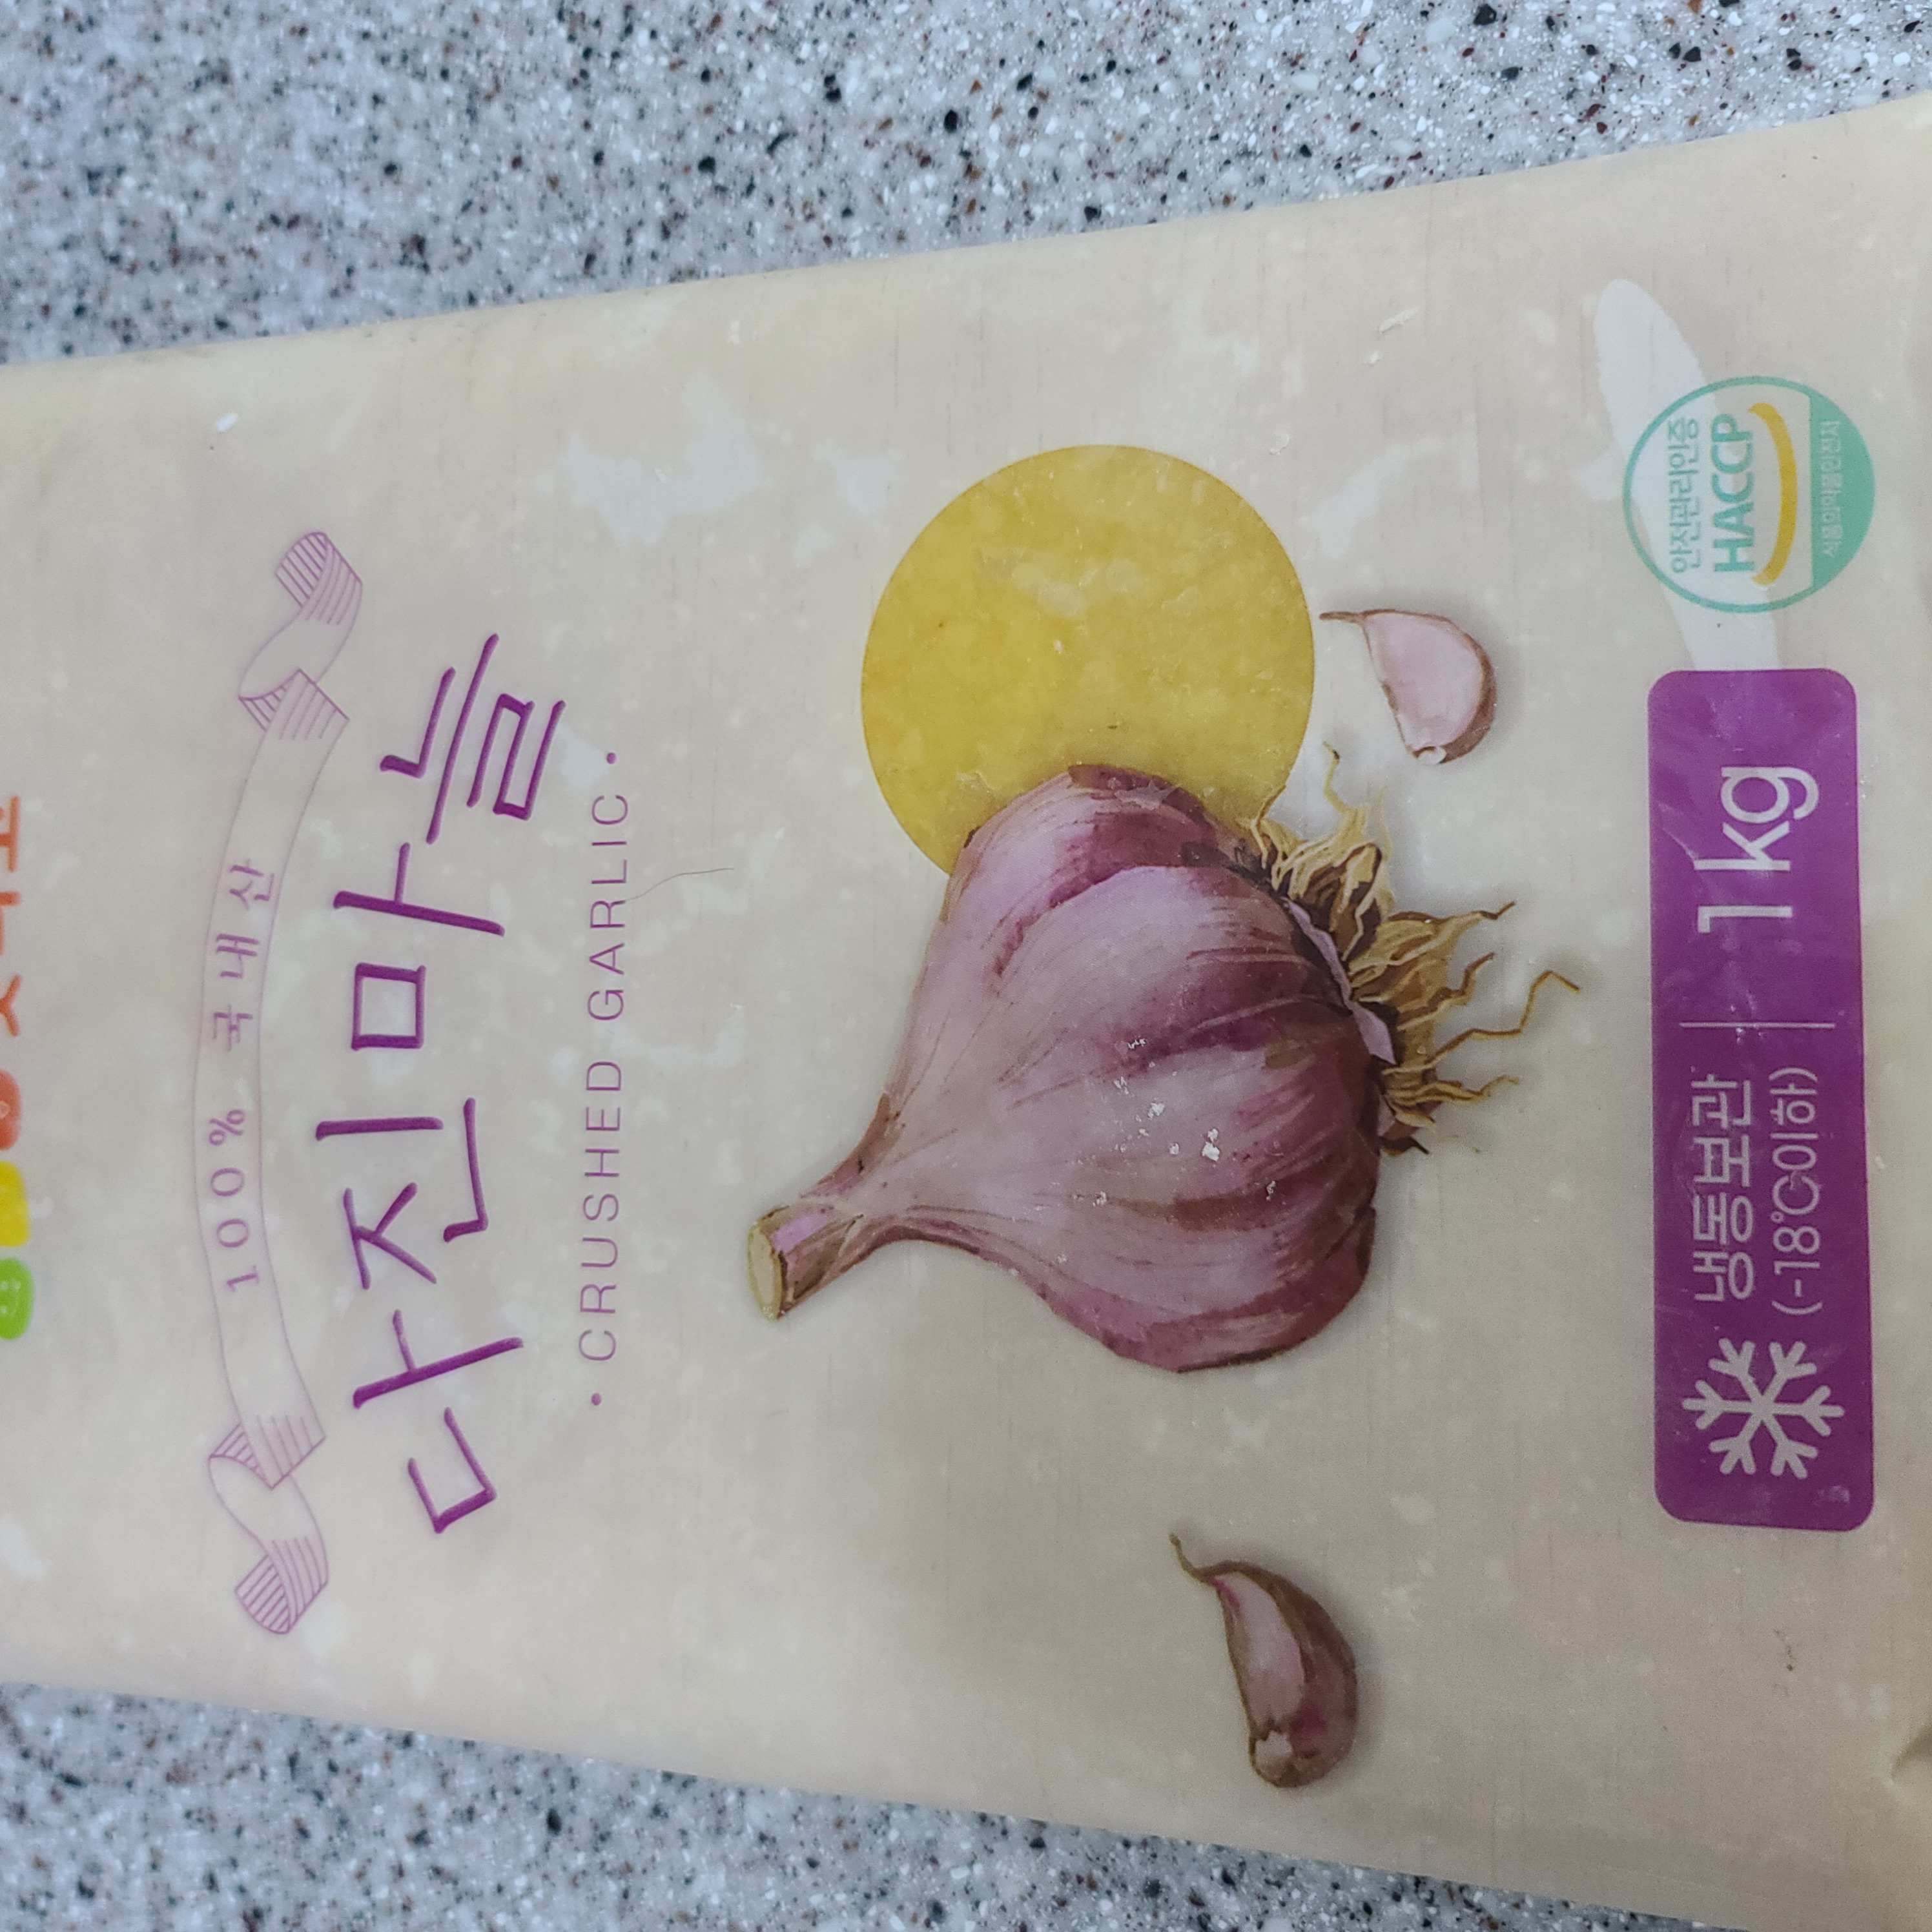 100% 국내산
다진마늘
· CRUSHED GARLIC ·
안전관리인증
HACCP
식품의약품안전처
냉동보관
(-18℃이하)
1kg